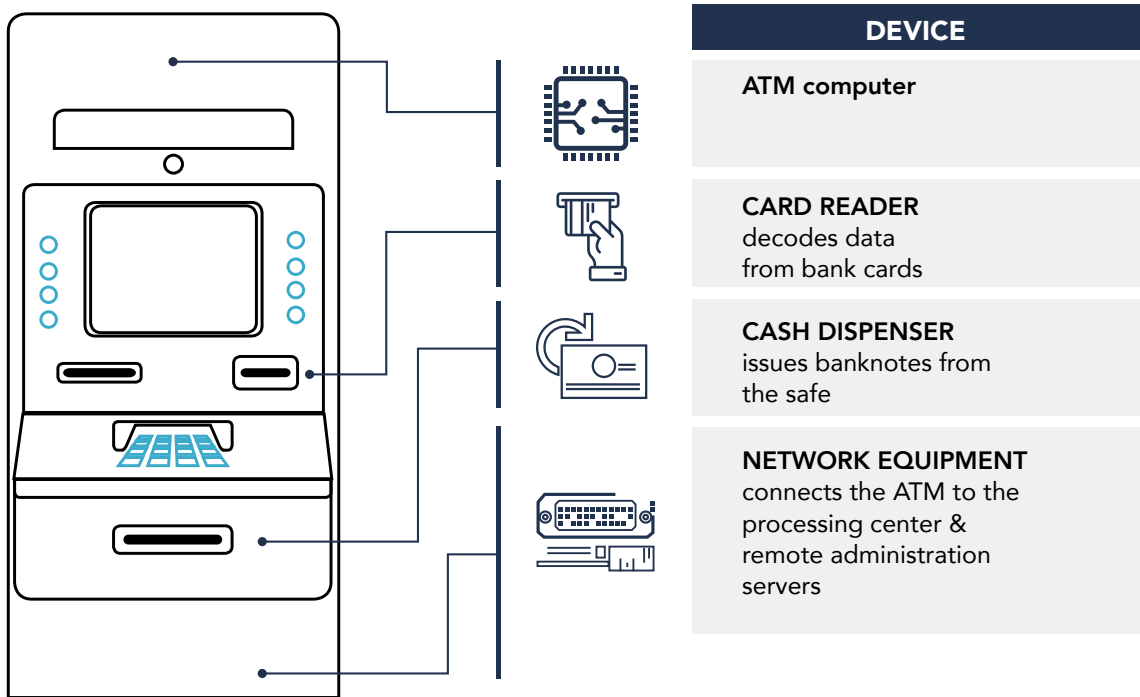 DEVICE
ATM computer
CARD READER
decodes data
from bank cards
CASH DISPENSER
issues banknotes from
the safe
NETWORK EQUIPMENT
connects the ATM to the
processing center &
remote administration
servers